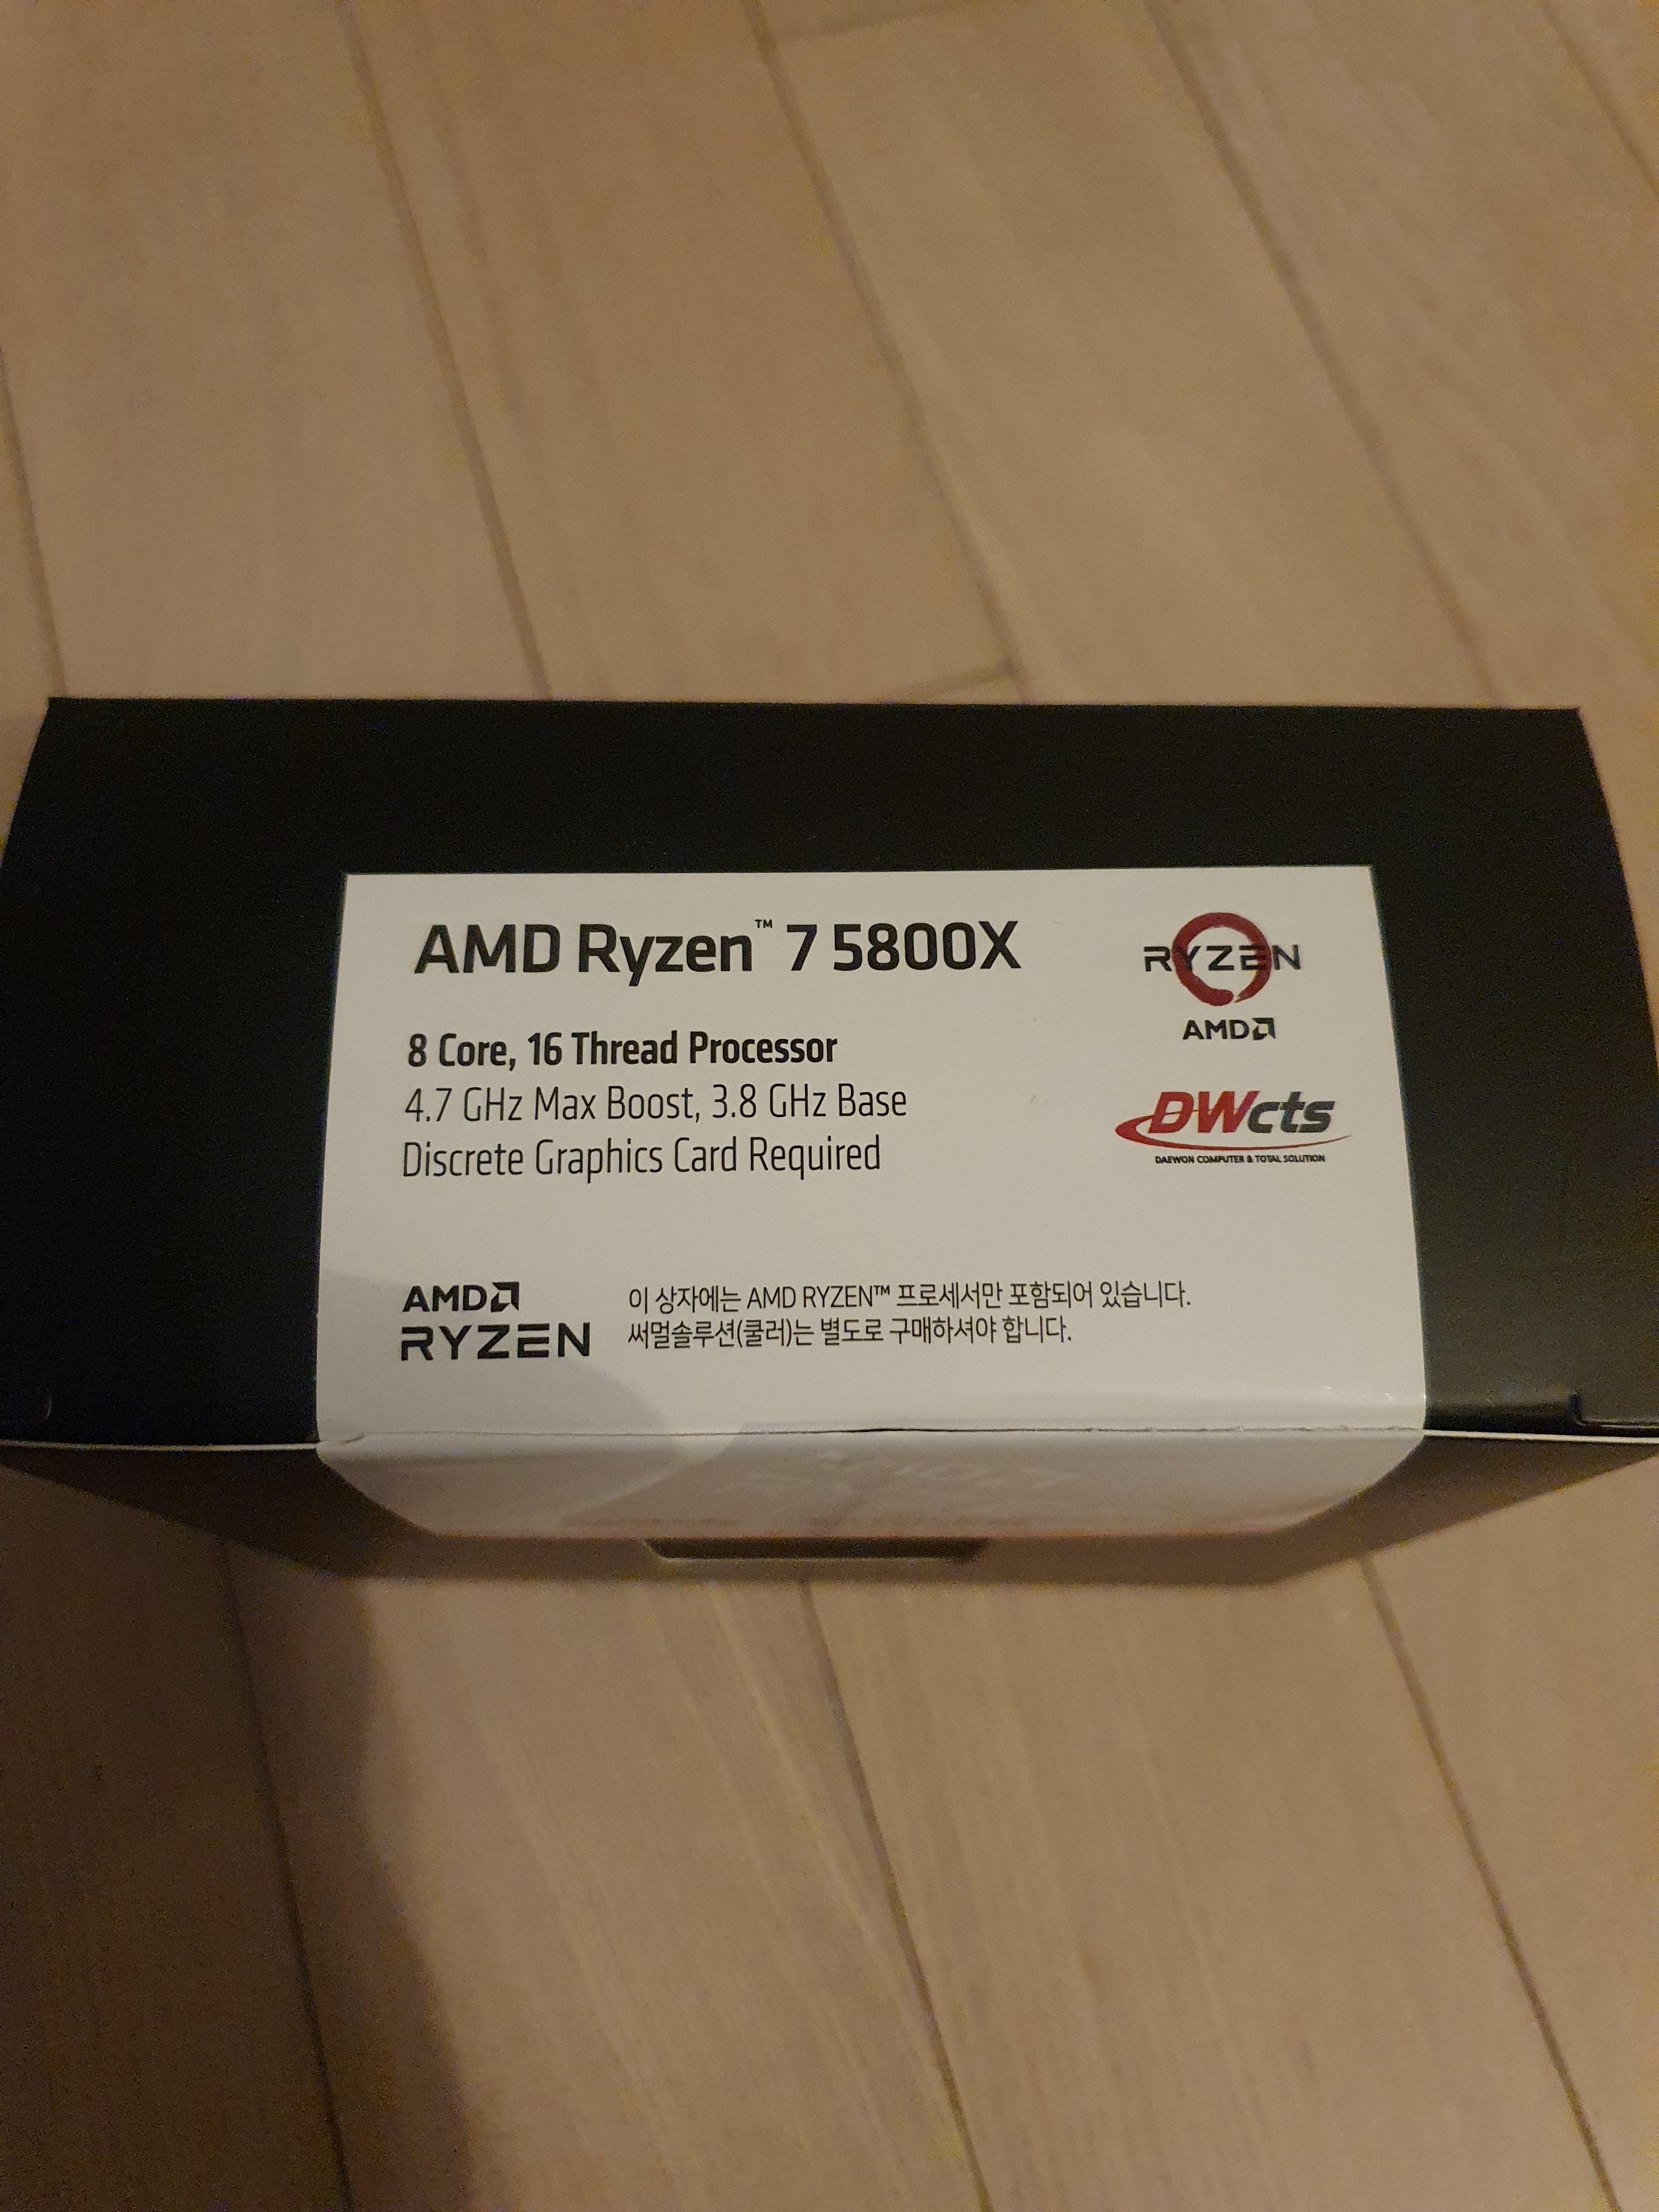 AMD Ryzen™ 7 5800X
8 Core, 16 Thread Processor
4.7 GHz Max Boost, 3.8 GHz Base
Discrete Graphics Card Required
RYZEN
AMD
DWcts
DAEWON COMPUTER & TOTAL SOLUTION
AMD
RYZEN
이 상자에는 AMD RYZEN™ 프로세서만 포함되어 있습니다.
써멀솔루션(쿨러)는 별도로 구매하셔야 합니다.